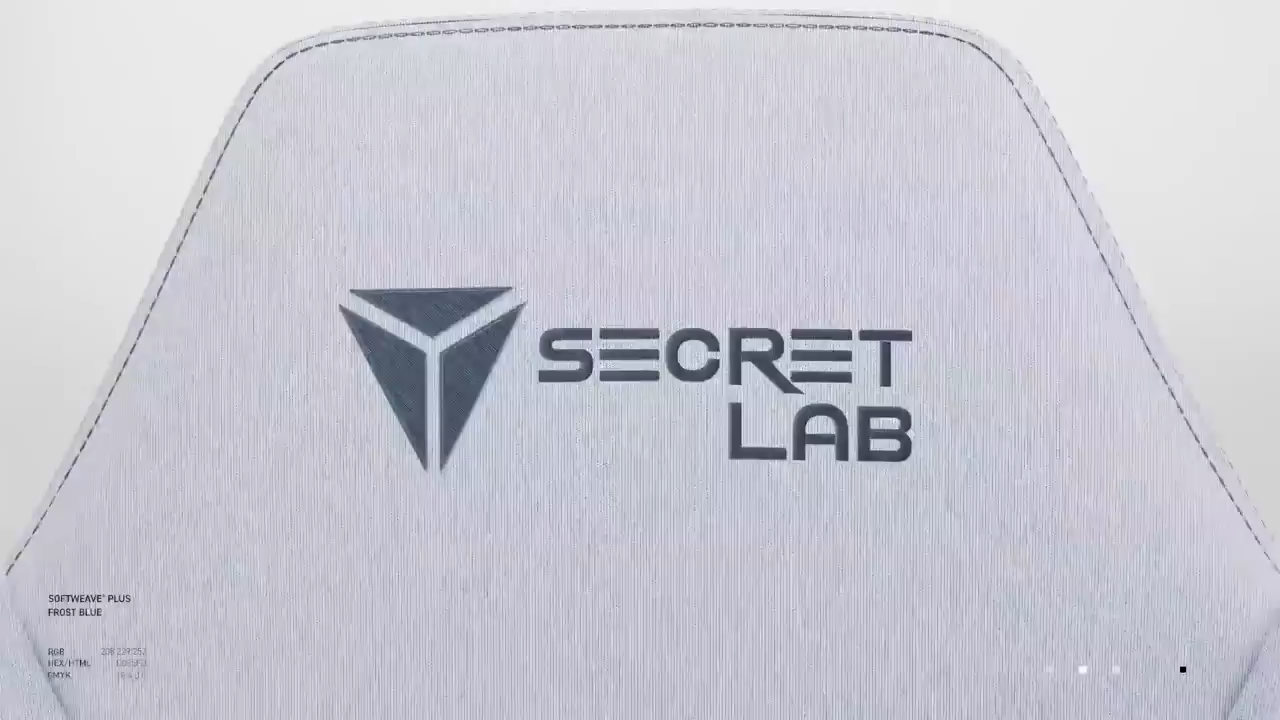 SECRET
LAB
SOFTWEAVE® PLUS
FROST BLUE
RGB
HEX/HTML
CMYK